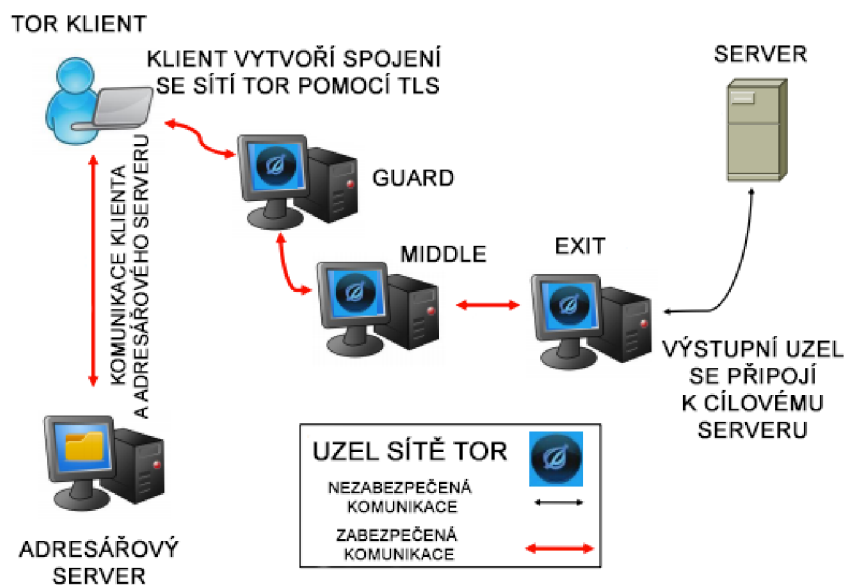 TOR KLIENT
KLIENT VYTVOŘÍ SPOJENÍ
SE SÍTÍ TOR POMOCÍ TLS
SERVER
KOMUNIKACE KLIENTA
A ADRESÁŘOVÉHO SERVERU
GUARD
MIDDLE
EXIT
VÝSTUPNÍ UZEL
SE PŘIPOJÍ
K CÍLOVÉMU
SERVERU
UZEL SÍTĚ TOR
NEZABEZPEČENÁ
KOMUNIKACE
ZABEZPEČENÁ
KOMUNIKACE
ADRESÁŘOVÝ
SERVER